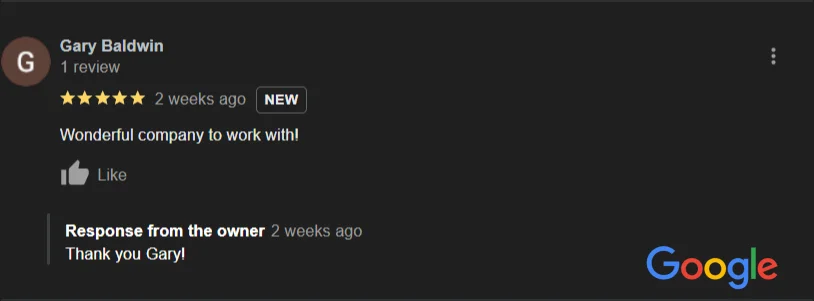 G
Gary Baldwin
1 review
2 weeks ago NEW
Wonderful company to work with!
Like
Response from the owner 2 weeks ago
Thank you Gary!
Google